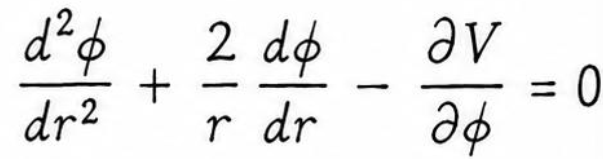 d²ϕ/dr² + 2/r dϕ/dr − ∂V/∂ϕ = 0